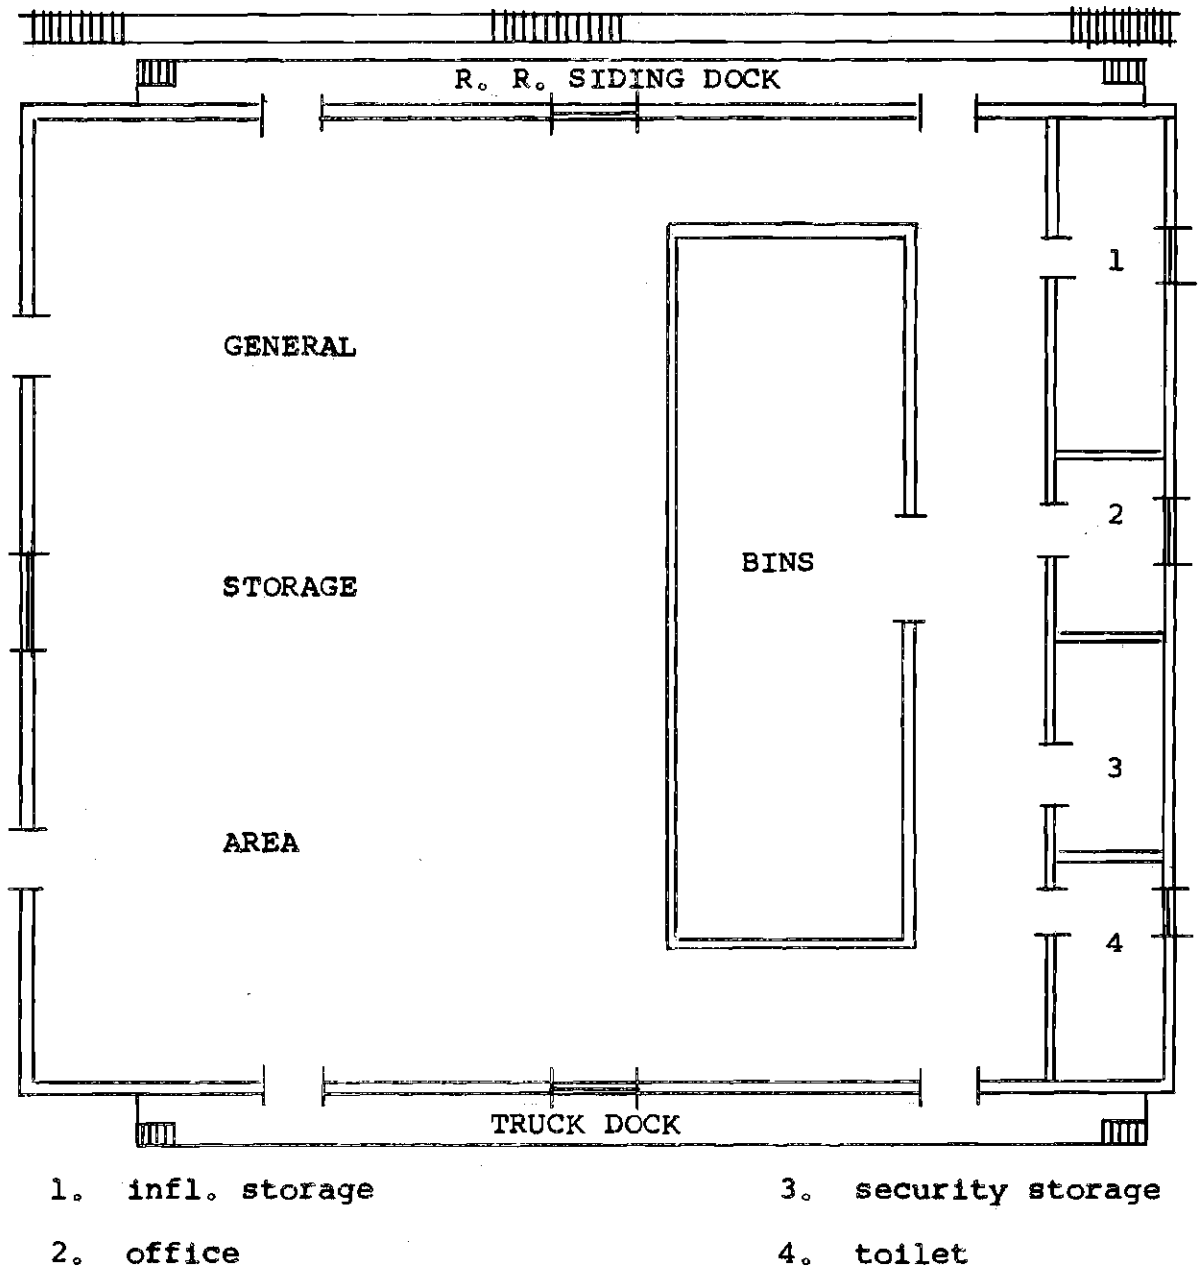 R. R. SIDING DOCK
1
GENERAL
2
BINS
STORAGE
3
AREA
4
TRUCK DOCK
1. infl. storage
3. security storage
2. office
4. toilet